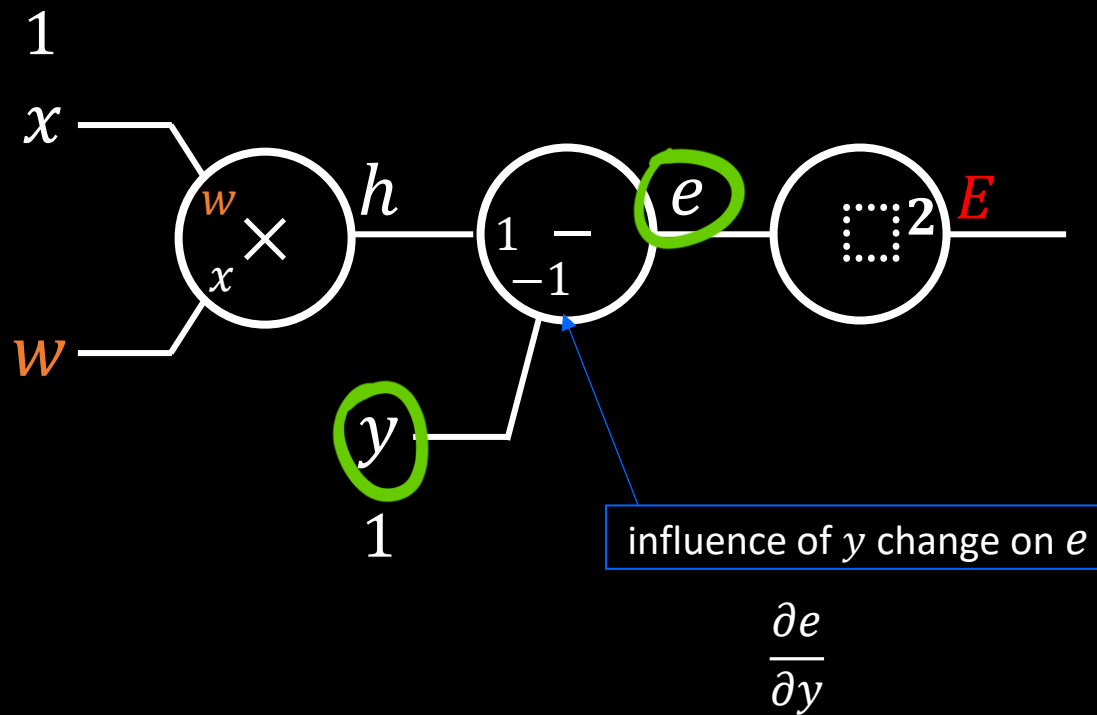 1
x
w × h
x
w
1 − e
−1
2 E
y
1
influence of y change on e
∂e
∂y